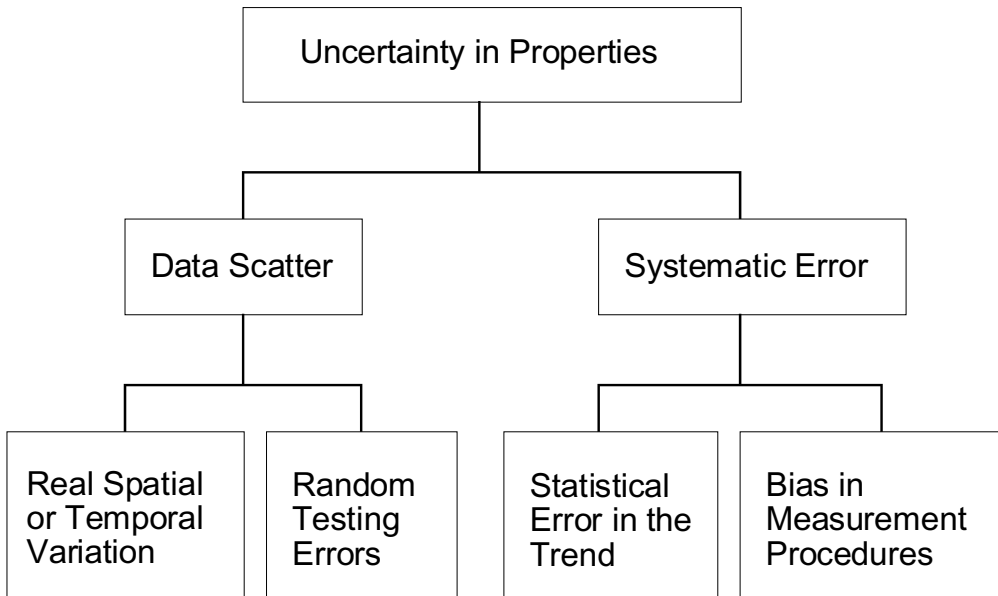 Uncertainty in Properties
Data Scatter
Systematic Error
Real Spatial
or Temporal
Variation
Random
Testing
Errors
Statistical
Error in the
Trend
Bias in
Measurement
Procedures